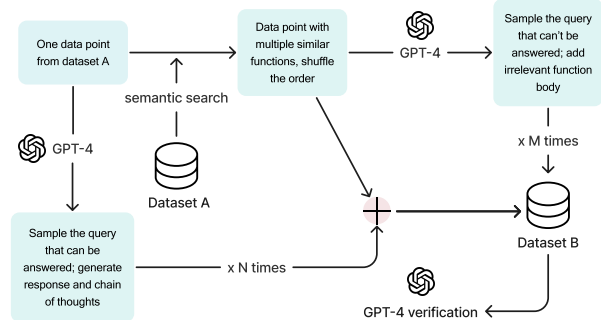 One data point
from dataset A
Data point with
multiple similar
functions, shuffle
the order
GPT-4
Sample the query
that can't be
answered; add
irrelevant function
body
semantic search
GPT-4
Dataset A
x M times
Sample the query
that can be
answered; generate
response and chain
of thoughts
x N times
Dataset B
GPT-4 verification